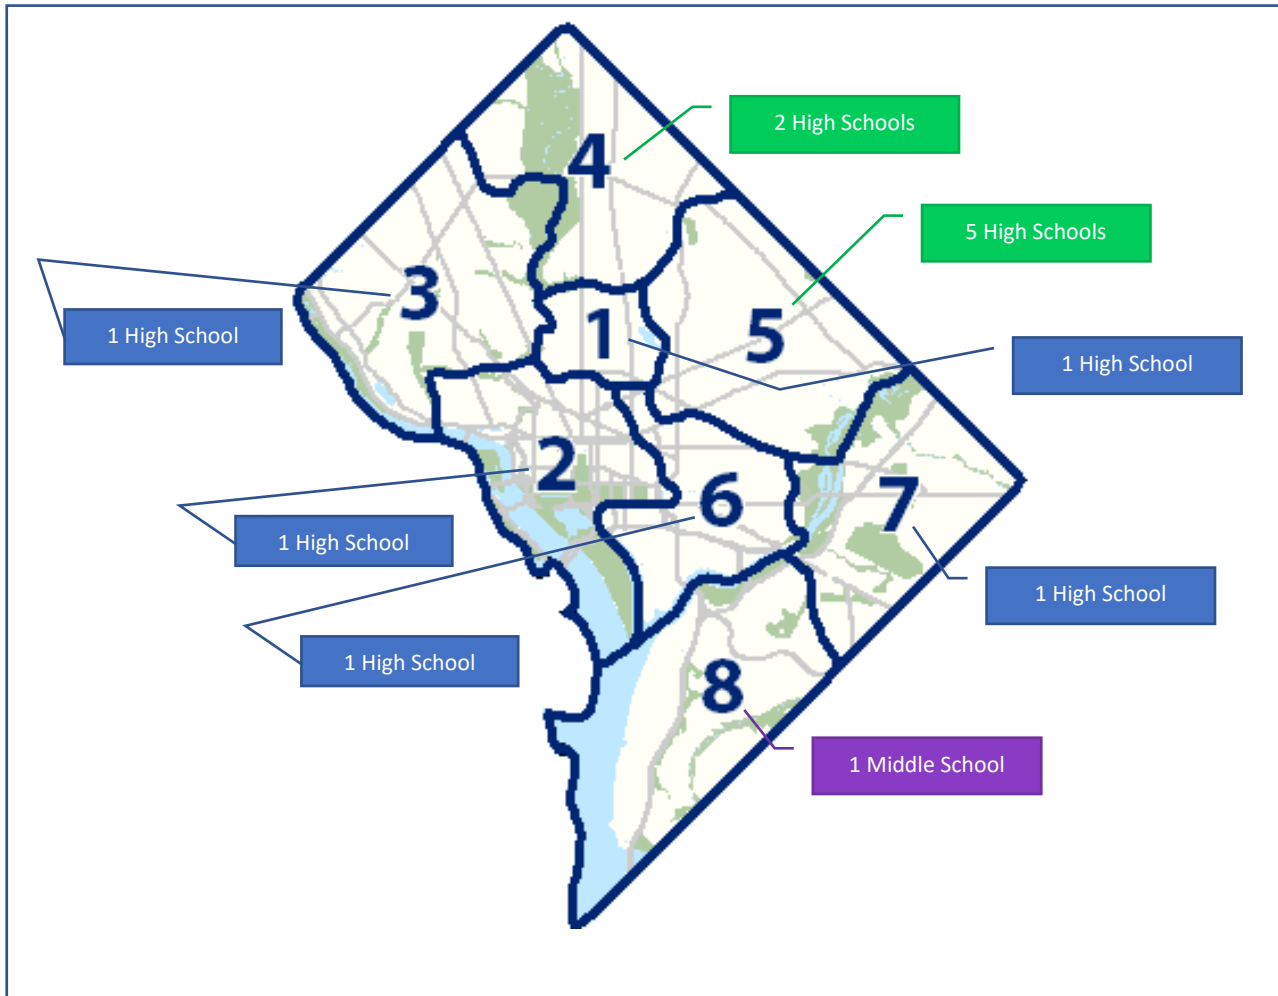 2 High Schools
4
5 High Schools
3
1 High School
1
5
1 High School
2
6
7
1 High School
1 High School
1 High School
8
1 Middle School